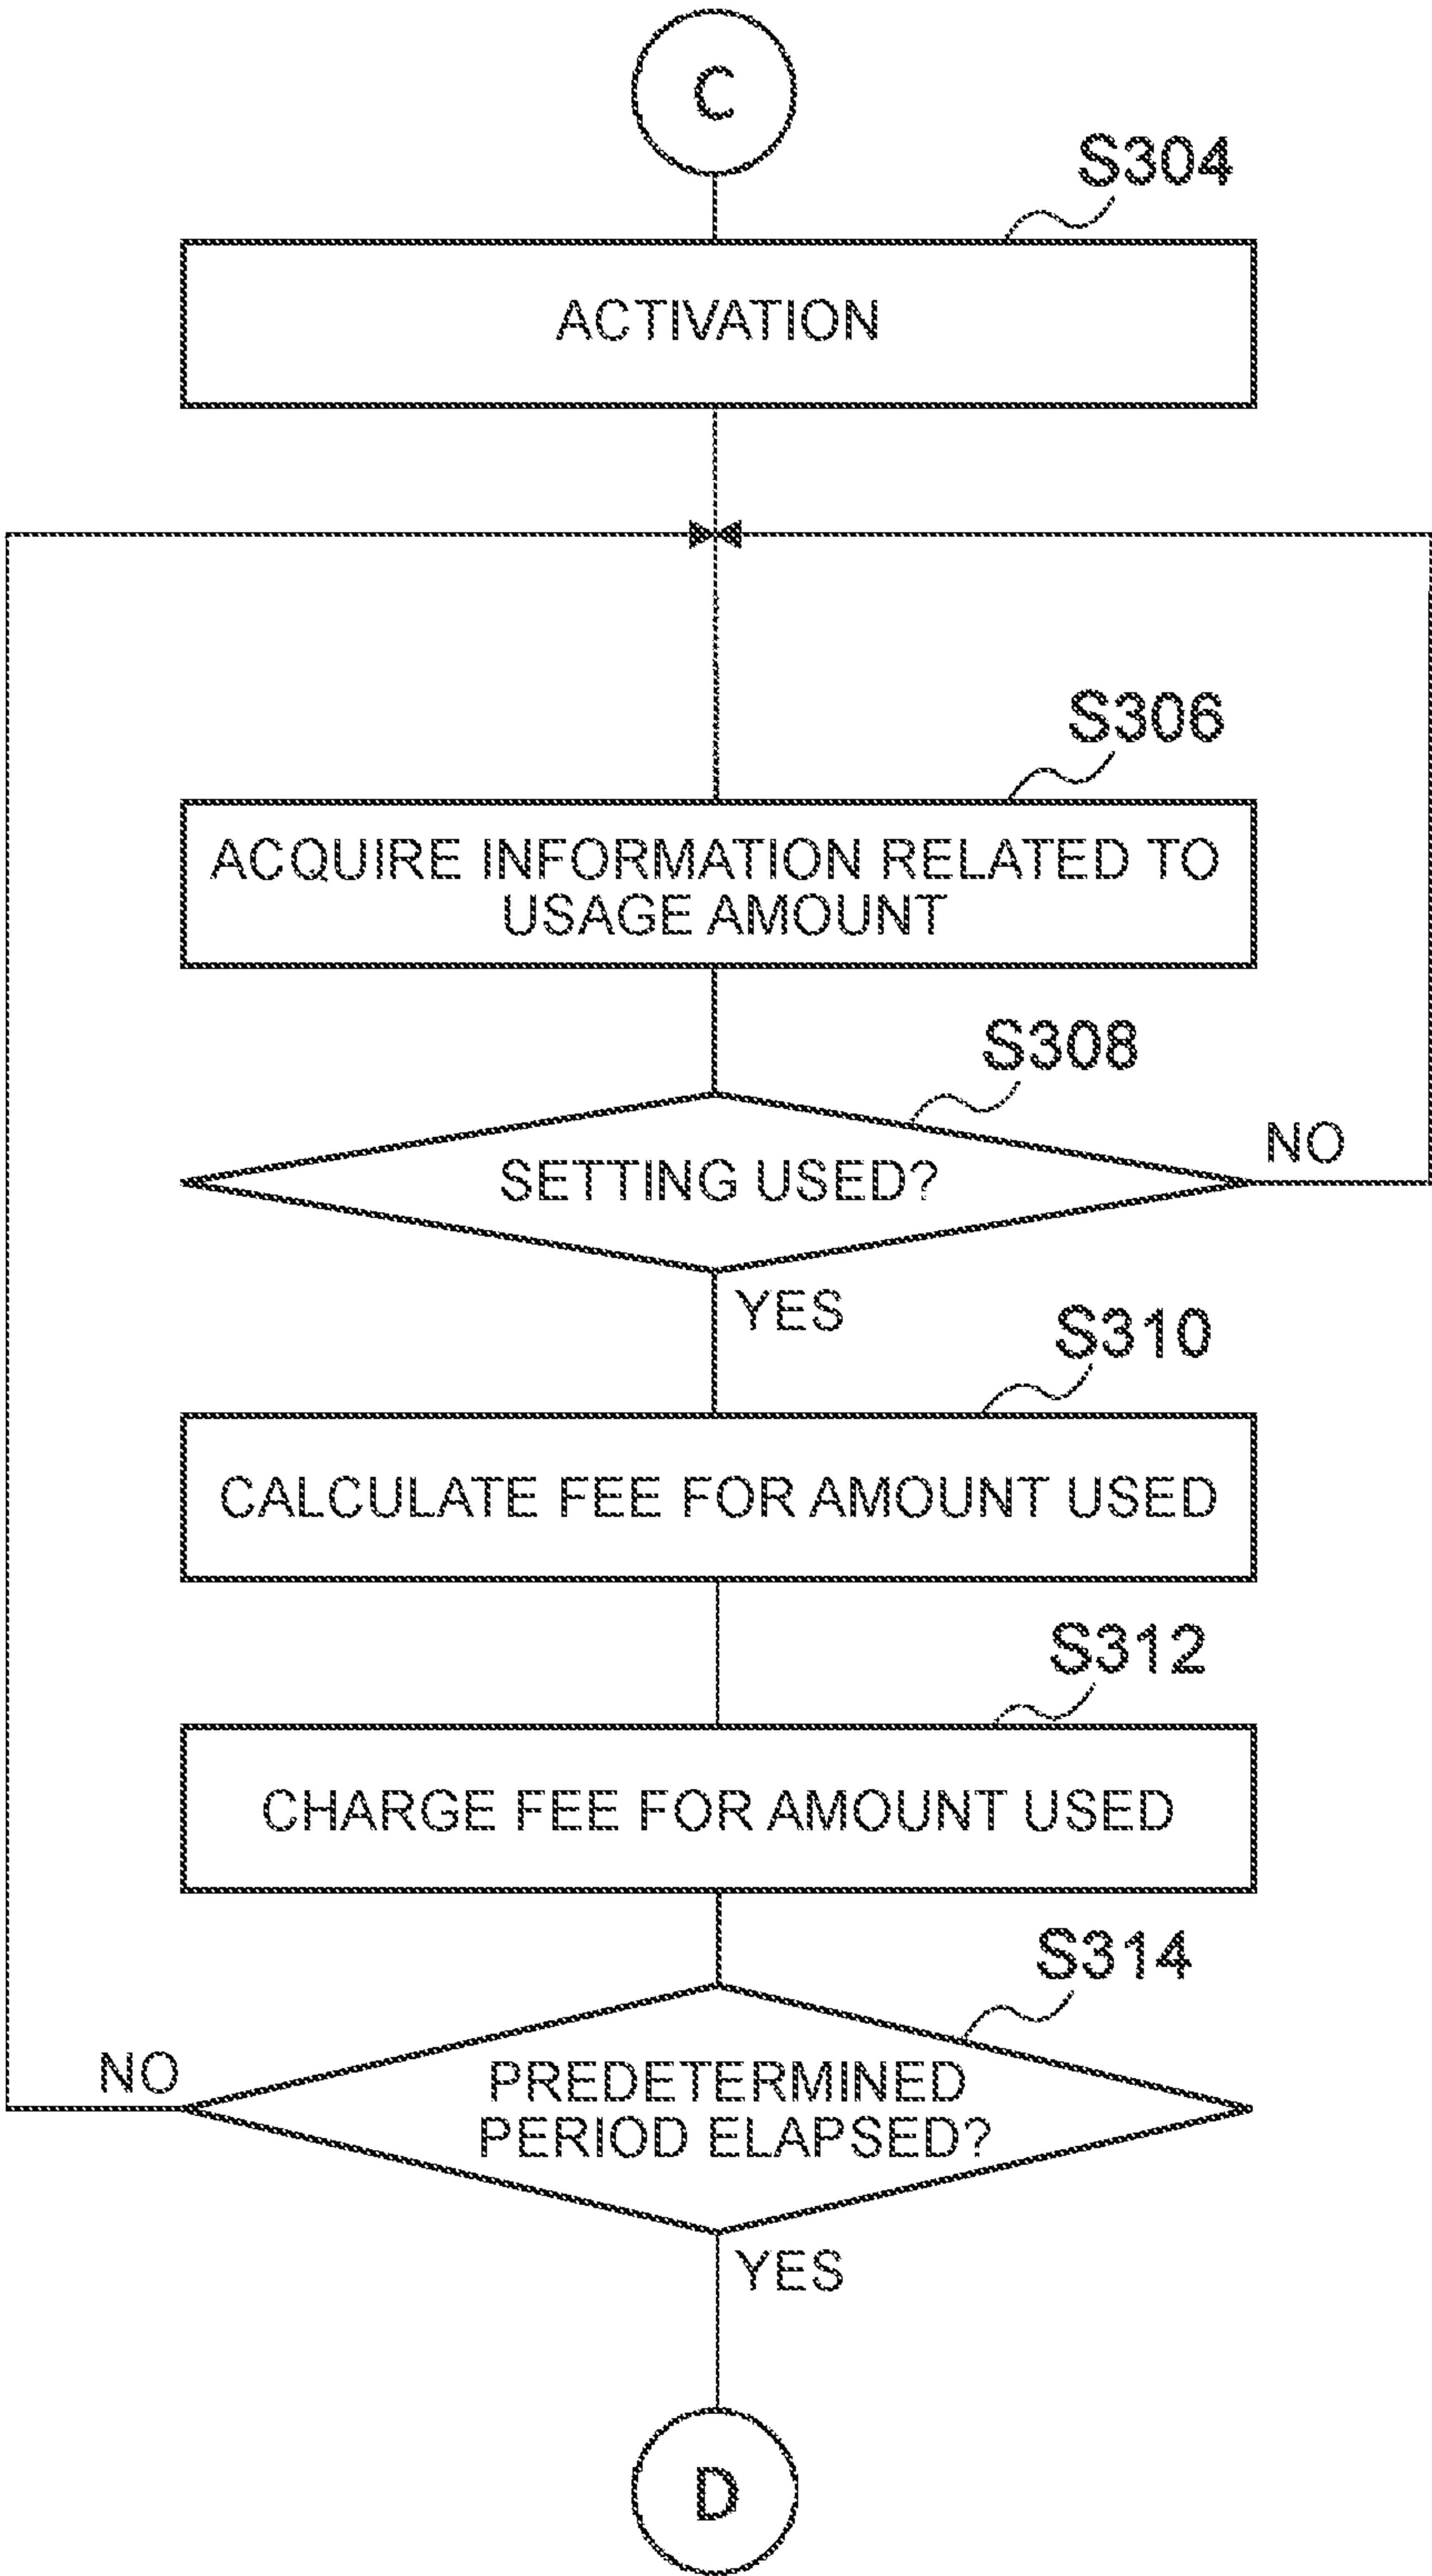 C
S304
ACTIVATION
S306
ACQUIRE INFORMATION RELATED TO
USAGE AMOUNT
S308
SETTING USED?
NO
YES
S310
CALCULATE FEE FOR AMOUNT USED
S312
CHARGE FEE FOR AMOUNT USED
S314
NO
PREDETERMINED
PERIOD ELAPSED?
YES
D